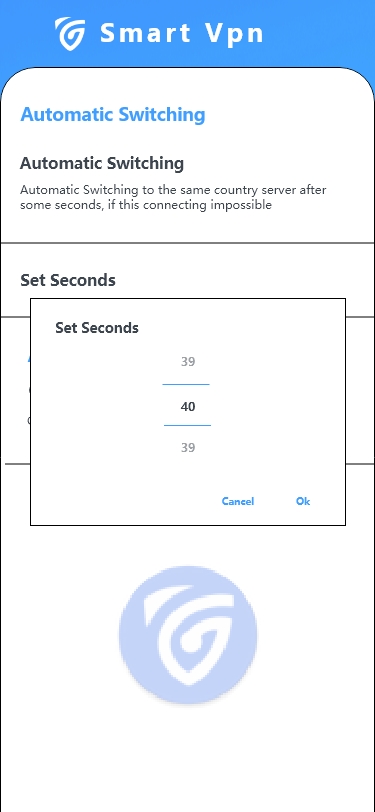 Smart Vpn
Automatic Switching
Automatic Switching
Automatic Switching to the same country server after
some seconds, if this connecting impossible
Set Seconds
Set Seconds
39
40
39
Cancel
Ok